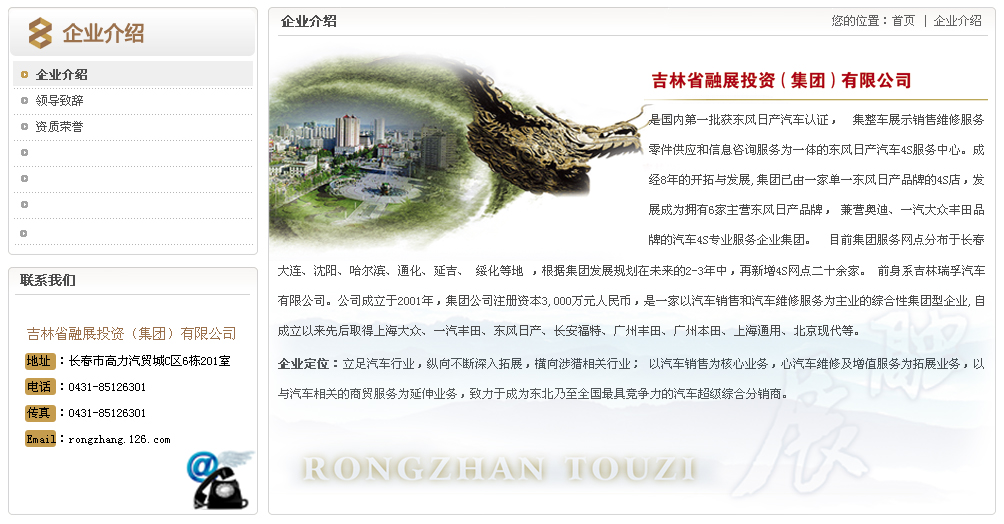 企业介绍
企业介绍
领导致辞
资质荣誉
联系我们
吉林省融展投资（集团）有限公司
地址：长春市高力汽贸城C区6栋201室
电话：0431-85126301
传真：0431-85126301
Email：rongzhang.126.com
企业介绍
您的位置：首页 | 企业介绍
吉林省融展投资（集团）有限公司
是国内第一批获东风日产汽车认证， 集整车展示销售维修服务
零件供应和信息咨询服务为一体的东风日产汽车4S服务中心。成
经8年的开拓与发展,集团已由一家单一东风日产品牌的4S店，发
展成为拥有6家主营东风日产品牌， 兼营奥迪、一汽大众丰田品
牌的汽车4S专业服务企业集团。 目前集团服务网点分布于长春
大连、沈阳、哈尔滨、通化、延吉、 绥化等地 ，根据集团发展规划在未来的2-3年中，再新增4S网点二十余家。 前身系吉林瑞孚汽车
有限公司。公司成立于2001年，集团公司注册资本3,000万元人民币，是一家以汽车销售和汽车维修服务为主业的综合性集团型企业,自
成立以来先后取得上海大众、一汽丰田、东风日产、长安福特、广州丰田、广州本田、上海通用、北京现代等。
企业定位：立足汽车行业，纵向不断深入拓展，横向涉猎相关行业； 以汽车销售为核心业务，心汽车维修及增值服务为拓展业务，以
与汽车相关的商贸服务为延伸业务，致力于成为东北乃至全国最具竞争力的汽车超级综合分销商。
融展
RONGZHAN TOUZI